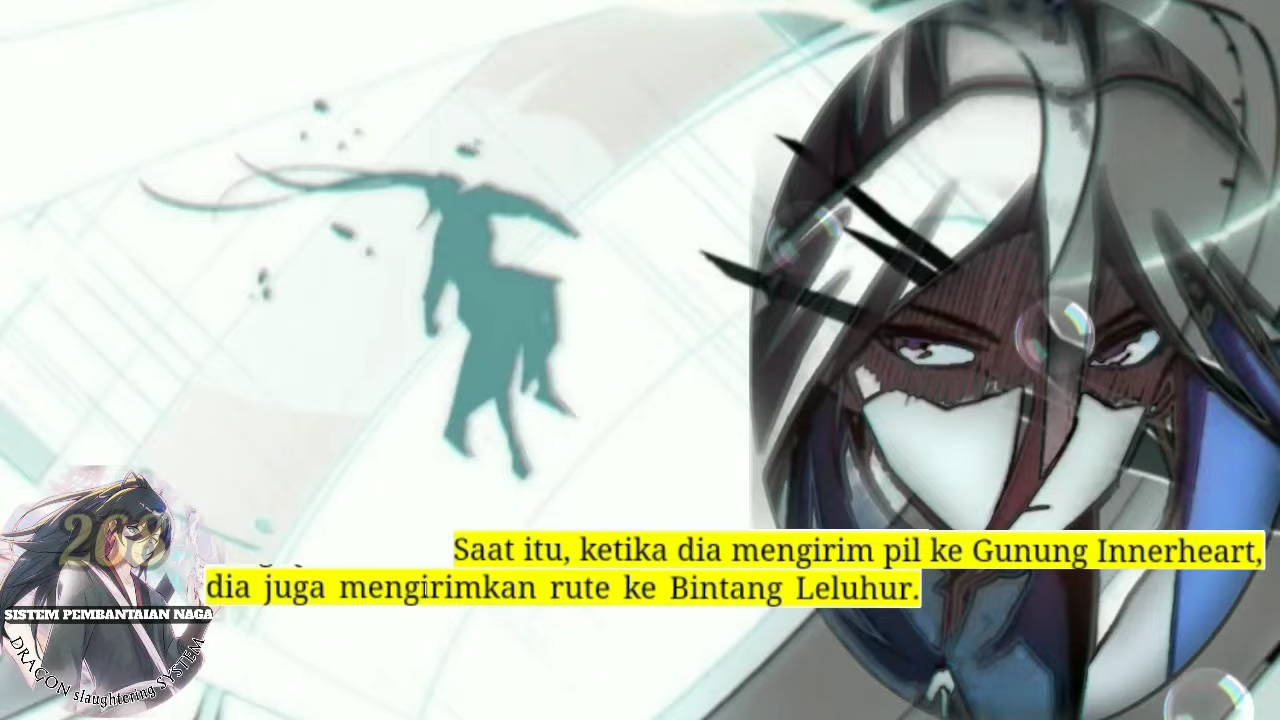 Saat itu, ketika dia mengirim pil ke Gunung Innerheart,
dia juga mengirimkan rute ke Bintang Leluhur.
SISTEM PEMBANTAIAN NAGA
DRAGON slaughtering SYSTEM